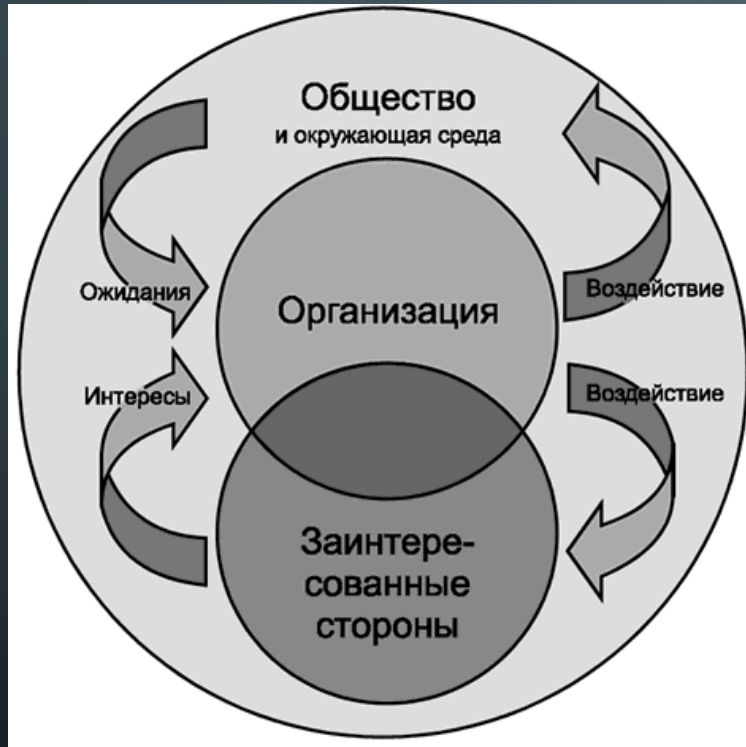 Общество
и окружающая среда
Ожидания
Воздействие
Организация
Интересы
Воздействие
Заинтере-
сованные
стороны